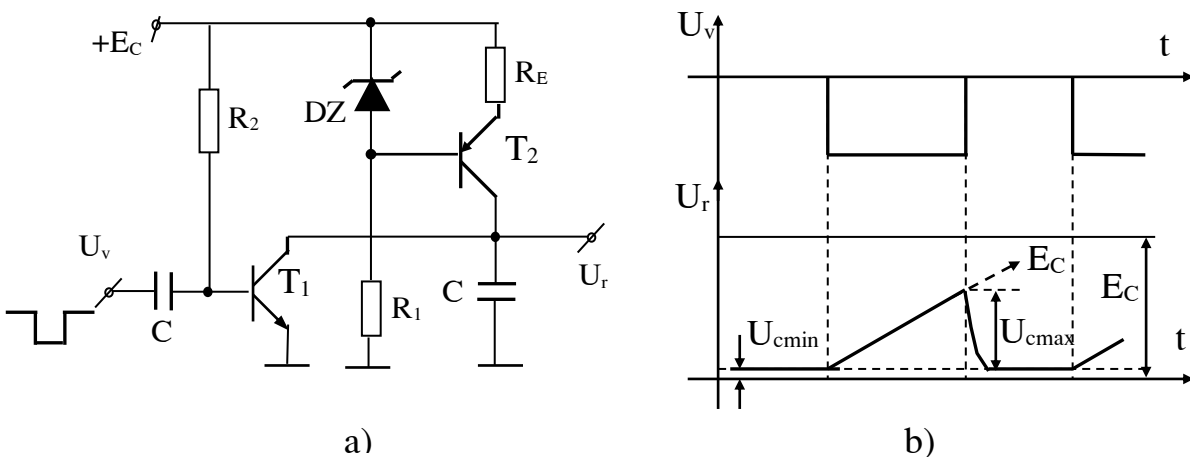 +E_C
R_2
DZ
R_E
T_2
U_v
T_1
C
R_1
C
U_r
a)
U_v
t
U_r
E_C
E_C
U_cmin
U_cmax
t
b)